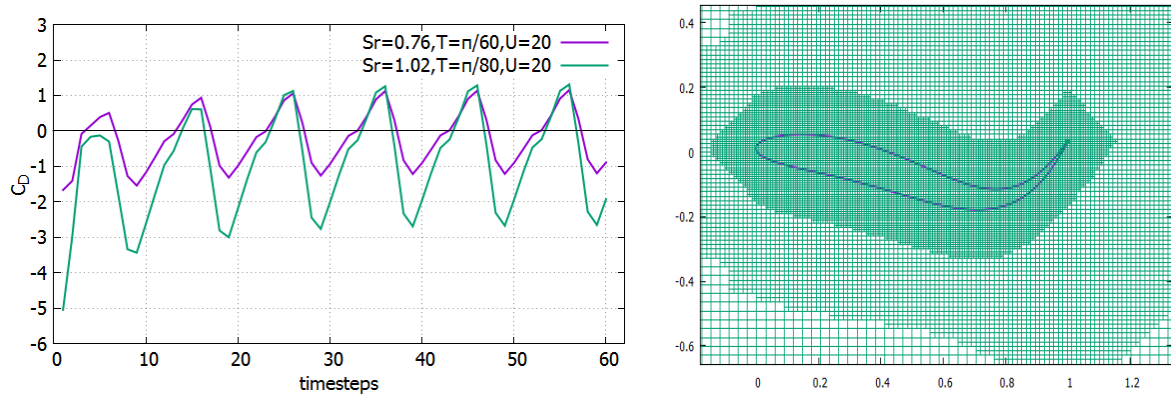 3
2
1
0
-1
-2
-3
-4
-5
-6
C_D
Sr=0.76,T=π/60,U=20
Sr=1.02,T=π/80,U=20
0 10 20 30 40 50 60
timesteps
0.4
0.2
0
-0.2
-0.4
-0.6
0 0.2 0.4 0.6 0.8 1 1.2